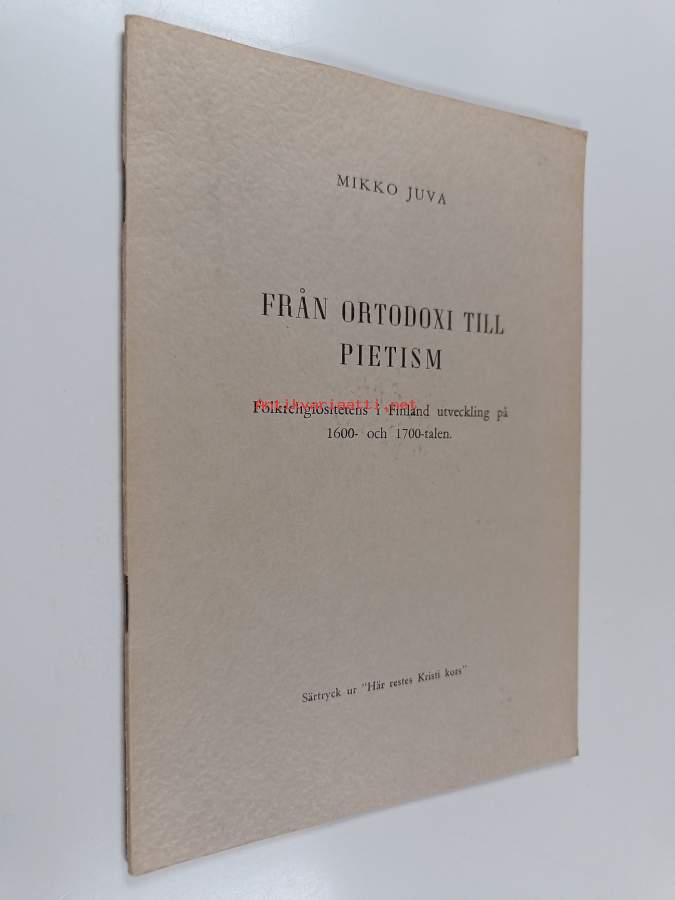 MIKKO JUVA
FRÅN ORTODOXI TILL
PIETISM
Folkreligiositetens i Finland utveckling på
Antikvariaatti.net
1600- och 1700-talen.
Särtryck ur "Här restes Kristi kors"